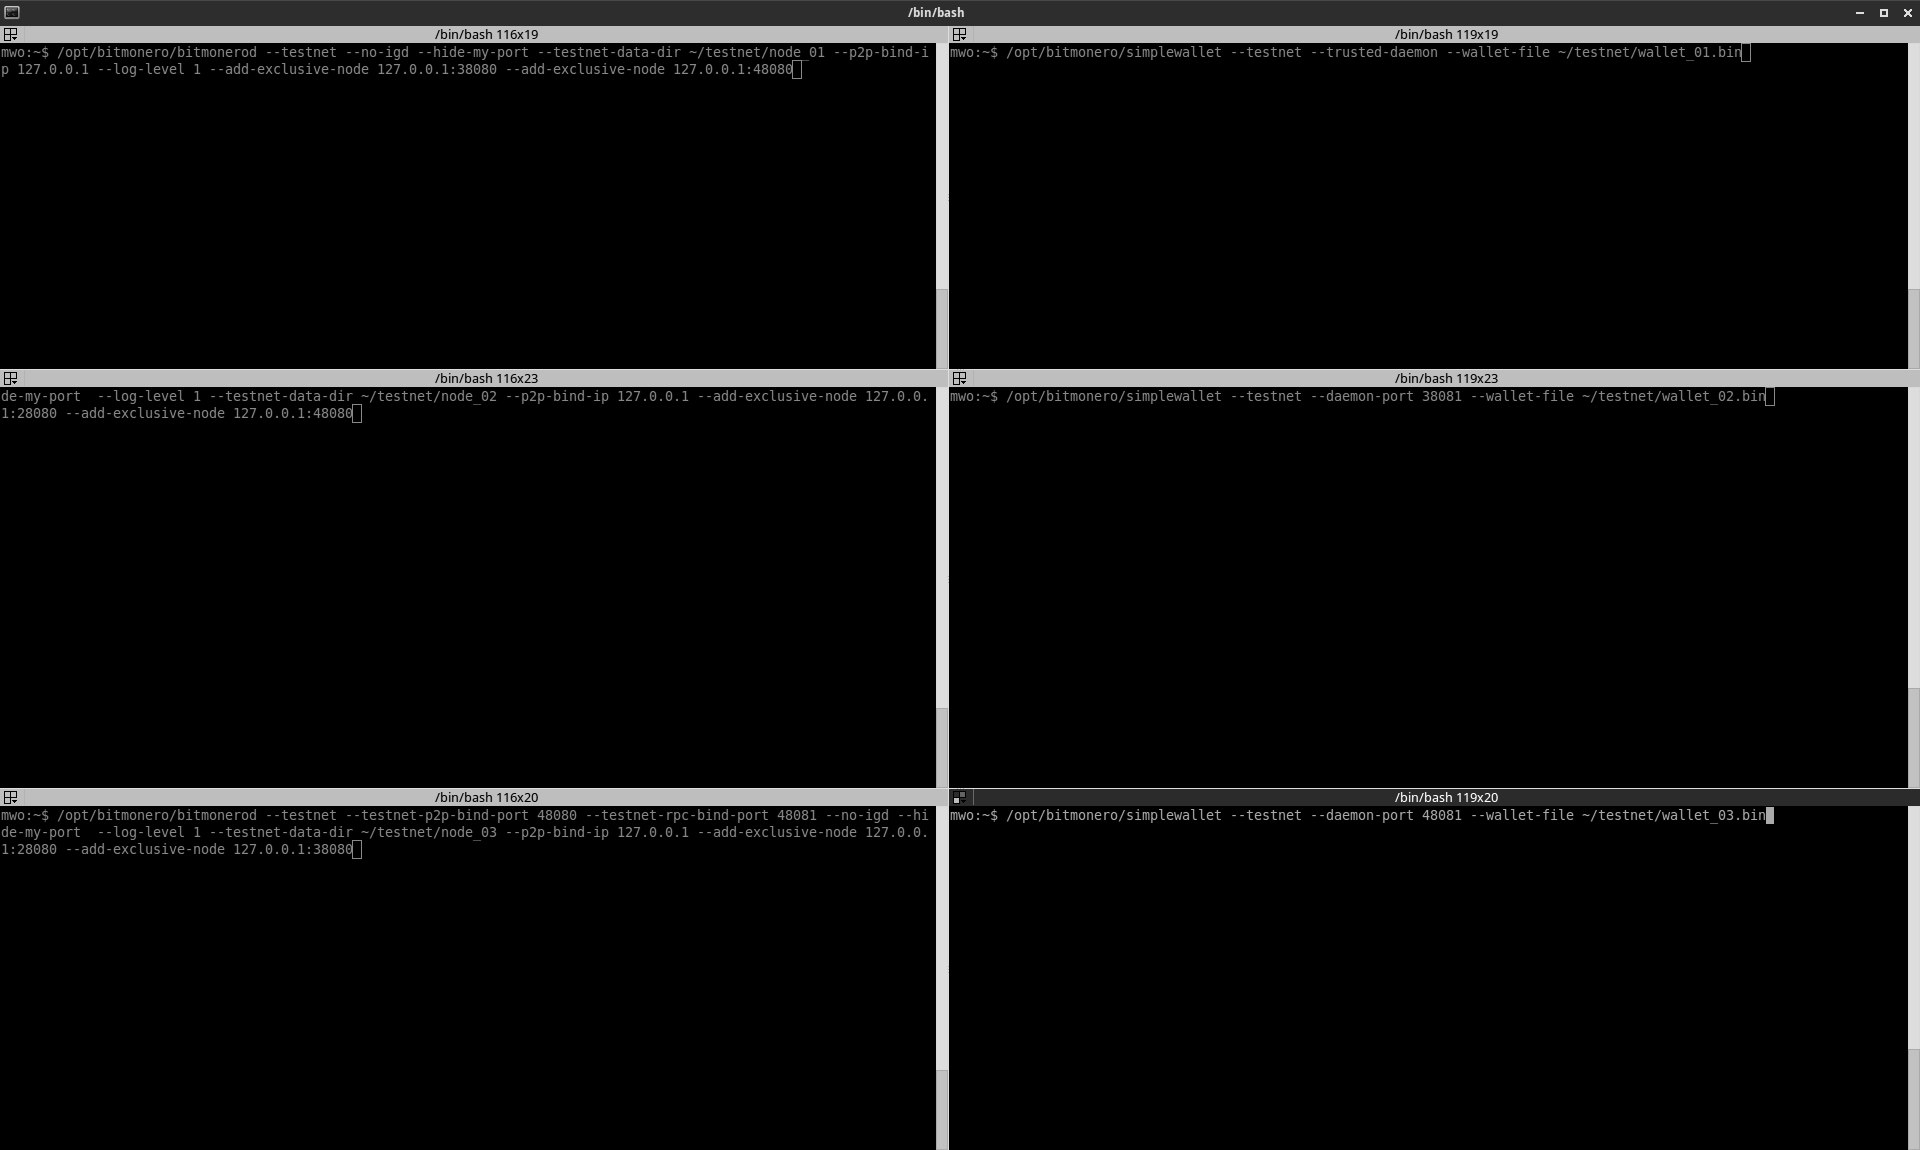 /bin/bash
/bin/bash 116x19
mwo:~$ /opt/bitmonero/bitmonerod --testnet --no-igd --hide-my-port --testnet-data-dir ~/testnet/node_01 --p2p-bind-i
p 127.0.0.1 --log-level 1 --add-exclusive-node 127.0.0.1:38080 --add-exclusive-node 127.0.0.1:48080
/bin/bash 119x19
mwo:~$ /opt/bitmonero/simplewallet --testnet --trusted-daemon --wallet-file ~/testnet/wallet_01.bin
/bin/bash 116x23
de-my-port  --log-level 1 --testnet-data-dir ~/testnet/node_02 --p2p-bind-ip 127.0.0.1 --add-exclusive-node 127.0.0.
1:28080 --add-exclusive-node 127.0.0.1:48080
/bin/bash 119x23
mwo:~$ /opt/bitmonero/simplewallet --testnet --daemon-port 38081 --wallet-file ~/testnet/wallet_02.bin
/bin/bash 116x20
mwo:~$ /opt/bitmonero/bitmonerod --testnet --testnet-p2p-bind-port 48080 --testnet-rpc-bind-port 48081 --no-igd --hi
de-my-port  --log-level 1 --testnet-data-dir ~/testnet/node_03 --p2p-bind-ip 127.0.0.1 --add-exclusive-node 127.0.0.
1:28080 --add-exclusive-node 127.0.0.1:38080
/bin/bash 119x20
mwo:~$ /opt/bitmonero/simplewallet --testnet --daemon-port 48081 --wallet-file ~/testnet/wallet_03.bin